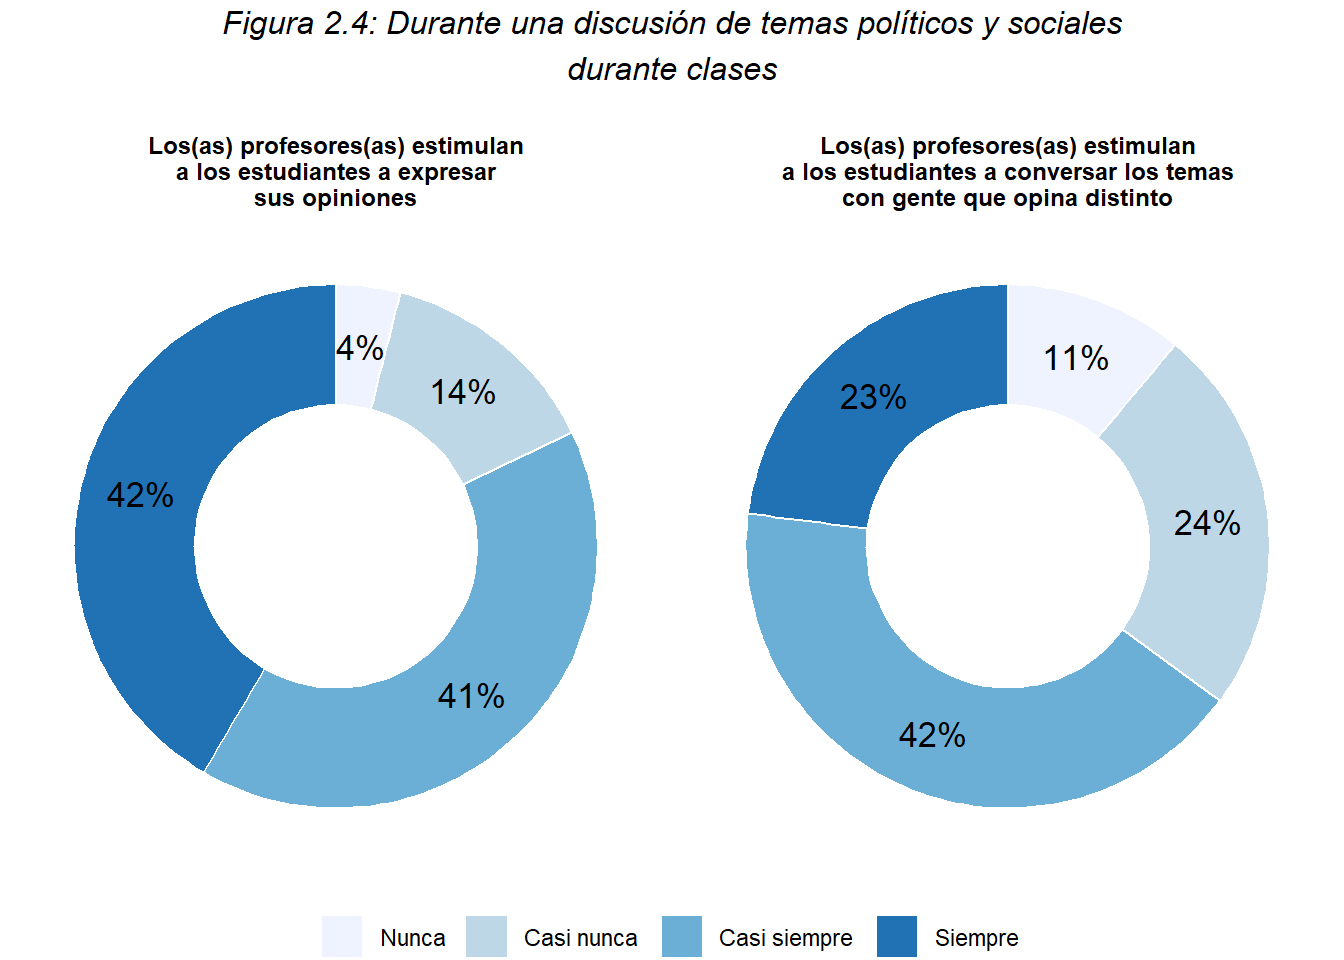 Figura 2.4: Durante una discusión de temas políticos y sociales
durante clases
Los(as) profesores(as) estimulan
a los estudiantes a expresar
sus opiniones
Los(as) profesores(as) estimulan
a los estudiantes a conversar los temas
con gente que opina distinto
4%
14%
42%
41%
11%
23%
24%
42%
Nunca
Casi nunca
Casi siempre
Siempre